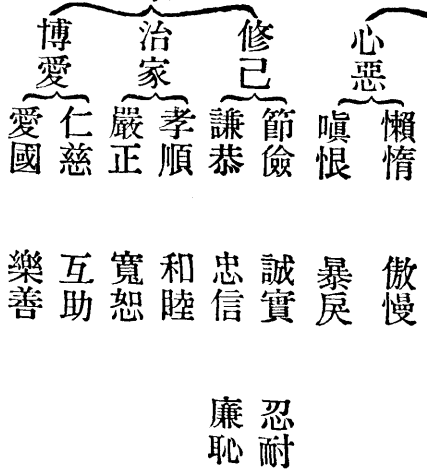 心惡
懶惰 傲慢
嗔恨 暴戾
修己
節儉 誠實 忍耐
謙恭 忠信 廉恥
治家
孝順 和睦
嚴正 寬恕
博愛
仁慈 互助
愛國 樂善